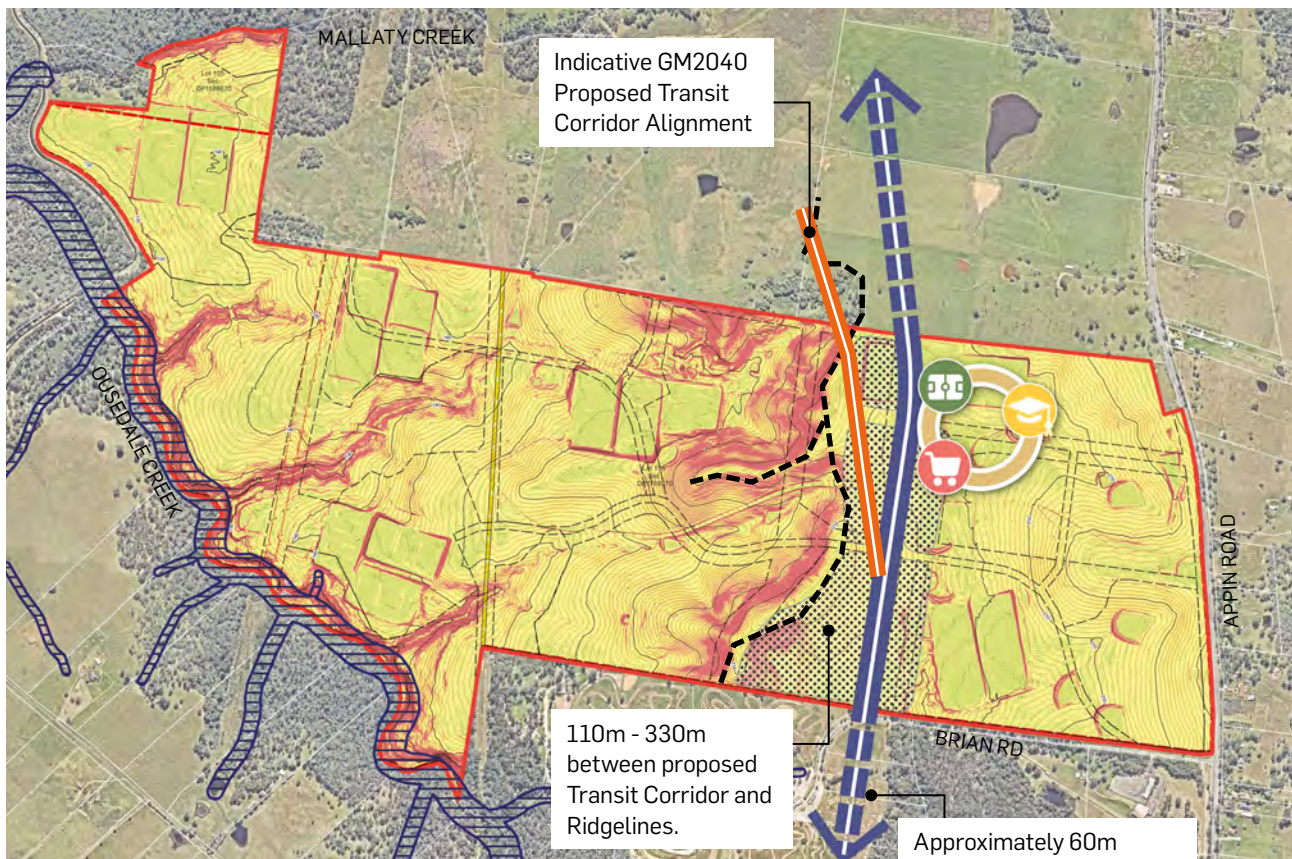 MALLATY CREEK
Indicative GM2040
Proposed Transit
Corridor Alignment
OUSEDALE CREEK
APPIN ROAD
110m - 330m
between proposed
Transit Corridor and
Ridgelines.
BRIAN RD
Approximately 60m